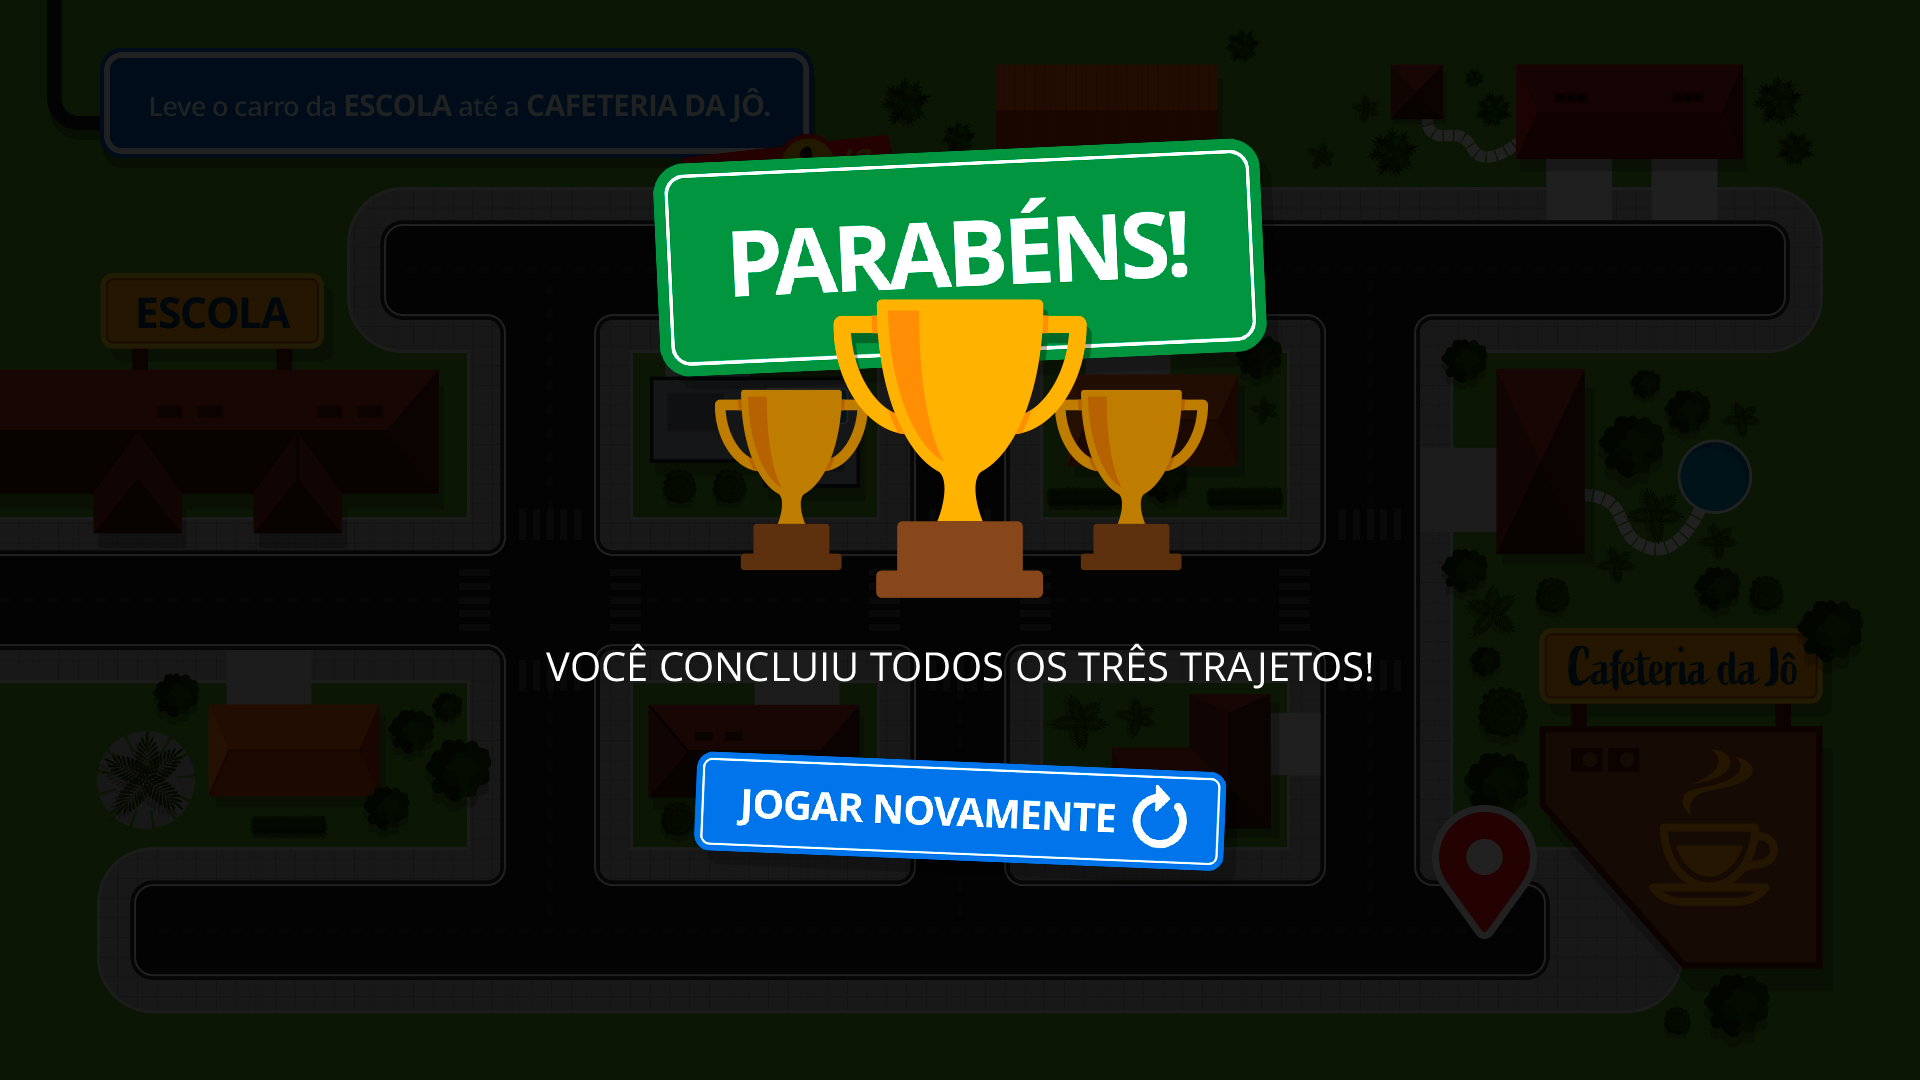 Leve o carro da ESCOLA até a CAFETERIA DA JÔ.
PARABÉNS!
ESCOLA
VOCÊ CONCLUIU TODOS OS TRÊS TRAJETOS!
Cafeteria da Jô
JOGAR NOVAMENTE